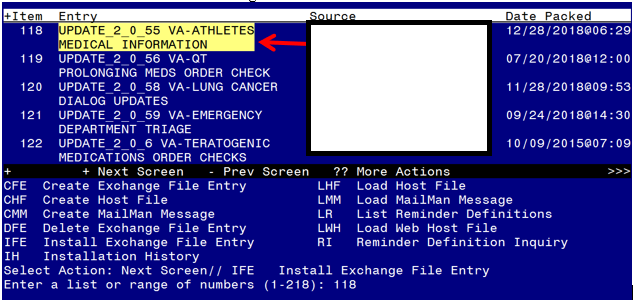 +Item  Entry  Source  Date Packed
118  UPDATE_2_0_55 VA-ATHLETES  12/28/2018@06:29
MEDICAL INFORMATION
119  UPDATE_2_0_56 VA-QT  07/20/2018@12:00
PROLONGING MEDS ORDER CHECK
120  UPDATE_2_0_58 VA-LUNG CANCER  11/28/2018@09:53
DIALOG UPDATES
121  UPDATE_2_0_59 VA-EMERGENCY  09/24/2018@14:30
DEPARTMENT TRIAGE
122  UPDATE_2_0_6 VA-TERATOGENIC  10/09/2015@07:09
MEDICATIONS ORDER CHECKS
+  + Next Screen  - Prev Screen  ?? More Actions  >>>
CFE  Create Exchange File Entry  LHF  Load Host File
CHF  Create Host File  LMM  Load MailMan Message
CMM  Create MailMan Message  LR  List Reminder Definitions
DFE  Delete Exchange File Entry  LWH  Load Web Host File
IFE  Install Exchange File Entry  RI  Reminder Definition Inquiry
IH  Installation History
Select Action: Next Screen// IFE  Install Exchange File Entry
Enter a list or range of numbers (1-218): 118